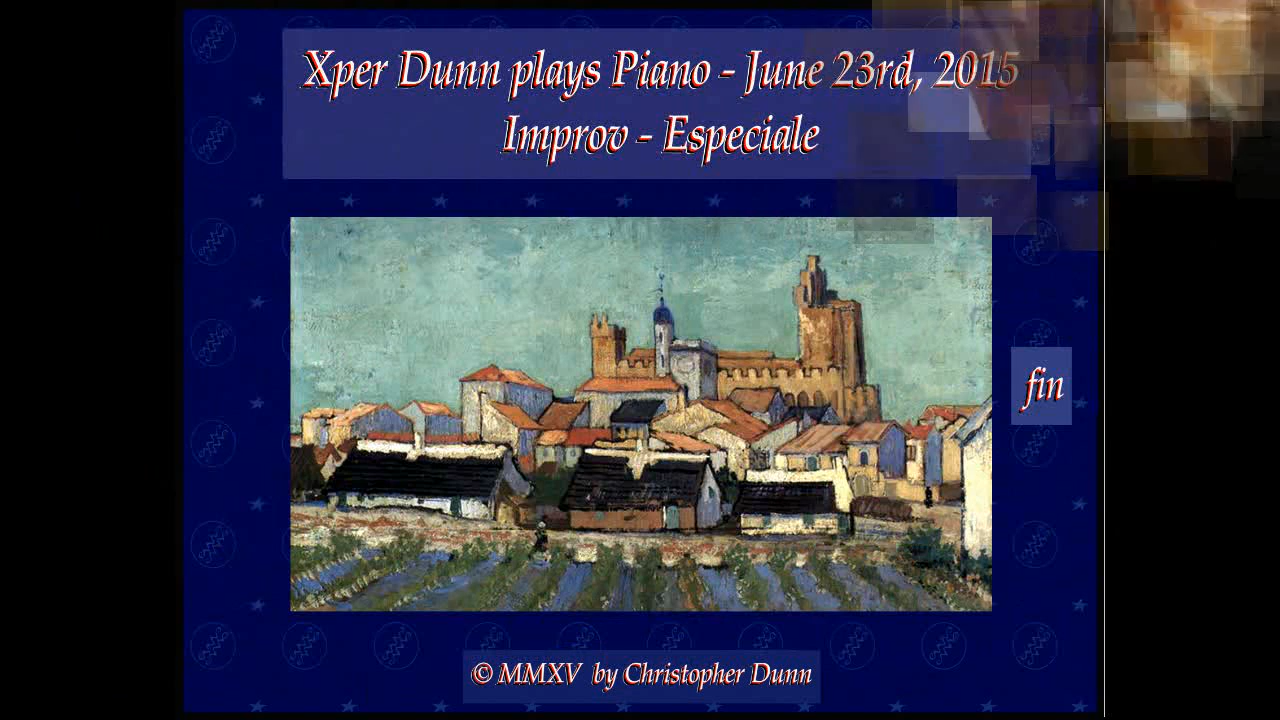 Xper Dunn plays Piano - June 23rd, 2015
Improv - Especiale
fin
© MMXV by Christopher Dunn